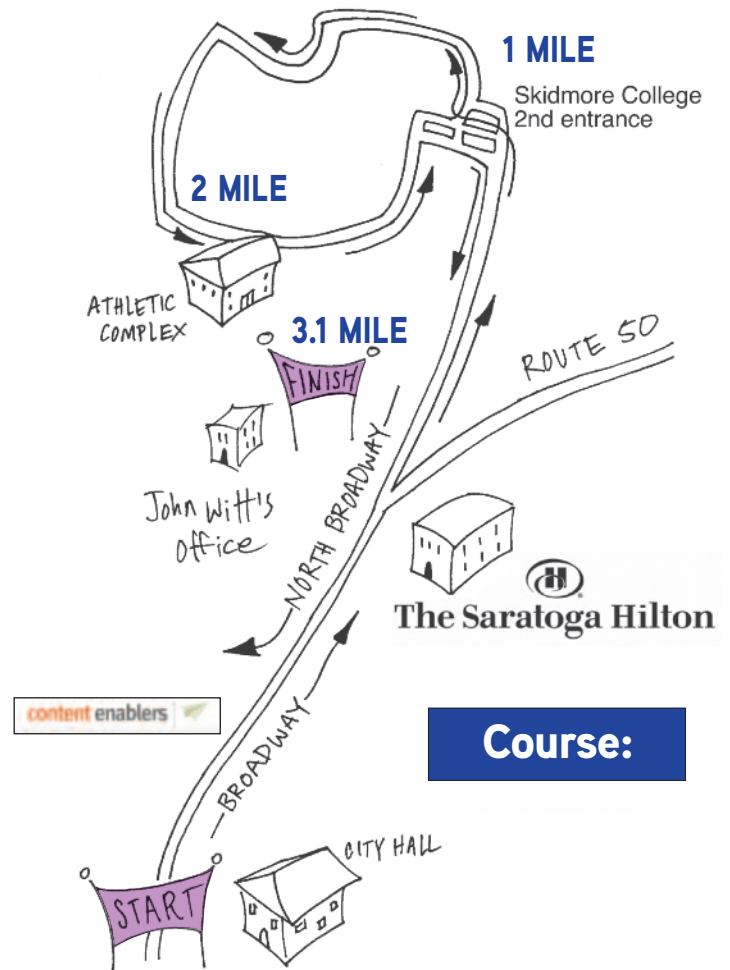 1 MILE
Skidmore College
2nd entrance
2 MILE
ATHLETIC
COMPLEX
3.1 MILE
FINISH
ROUTE 50
John Witt's
office
NORTH BROADWAY
H
The Saratoga Hilton
content enablers
Course:
BROADWAY
CITY HALL
START